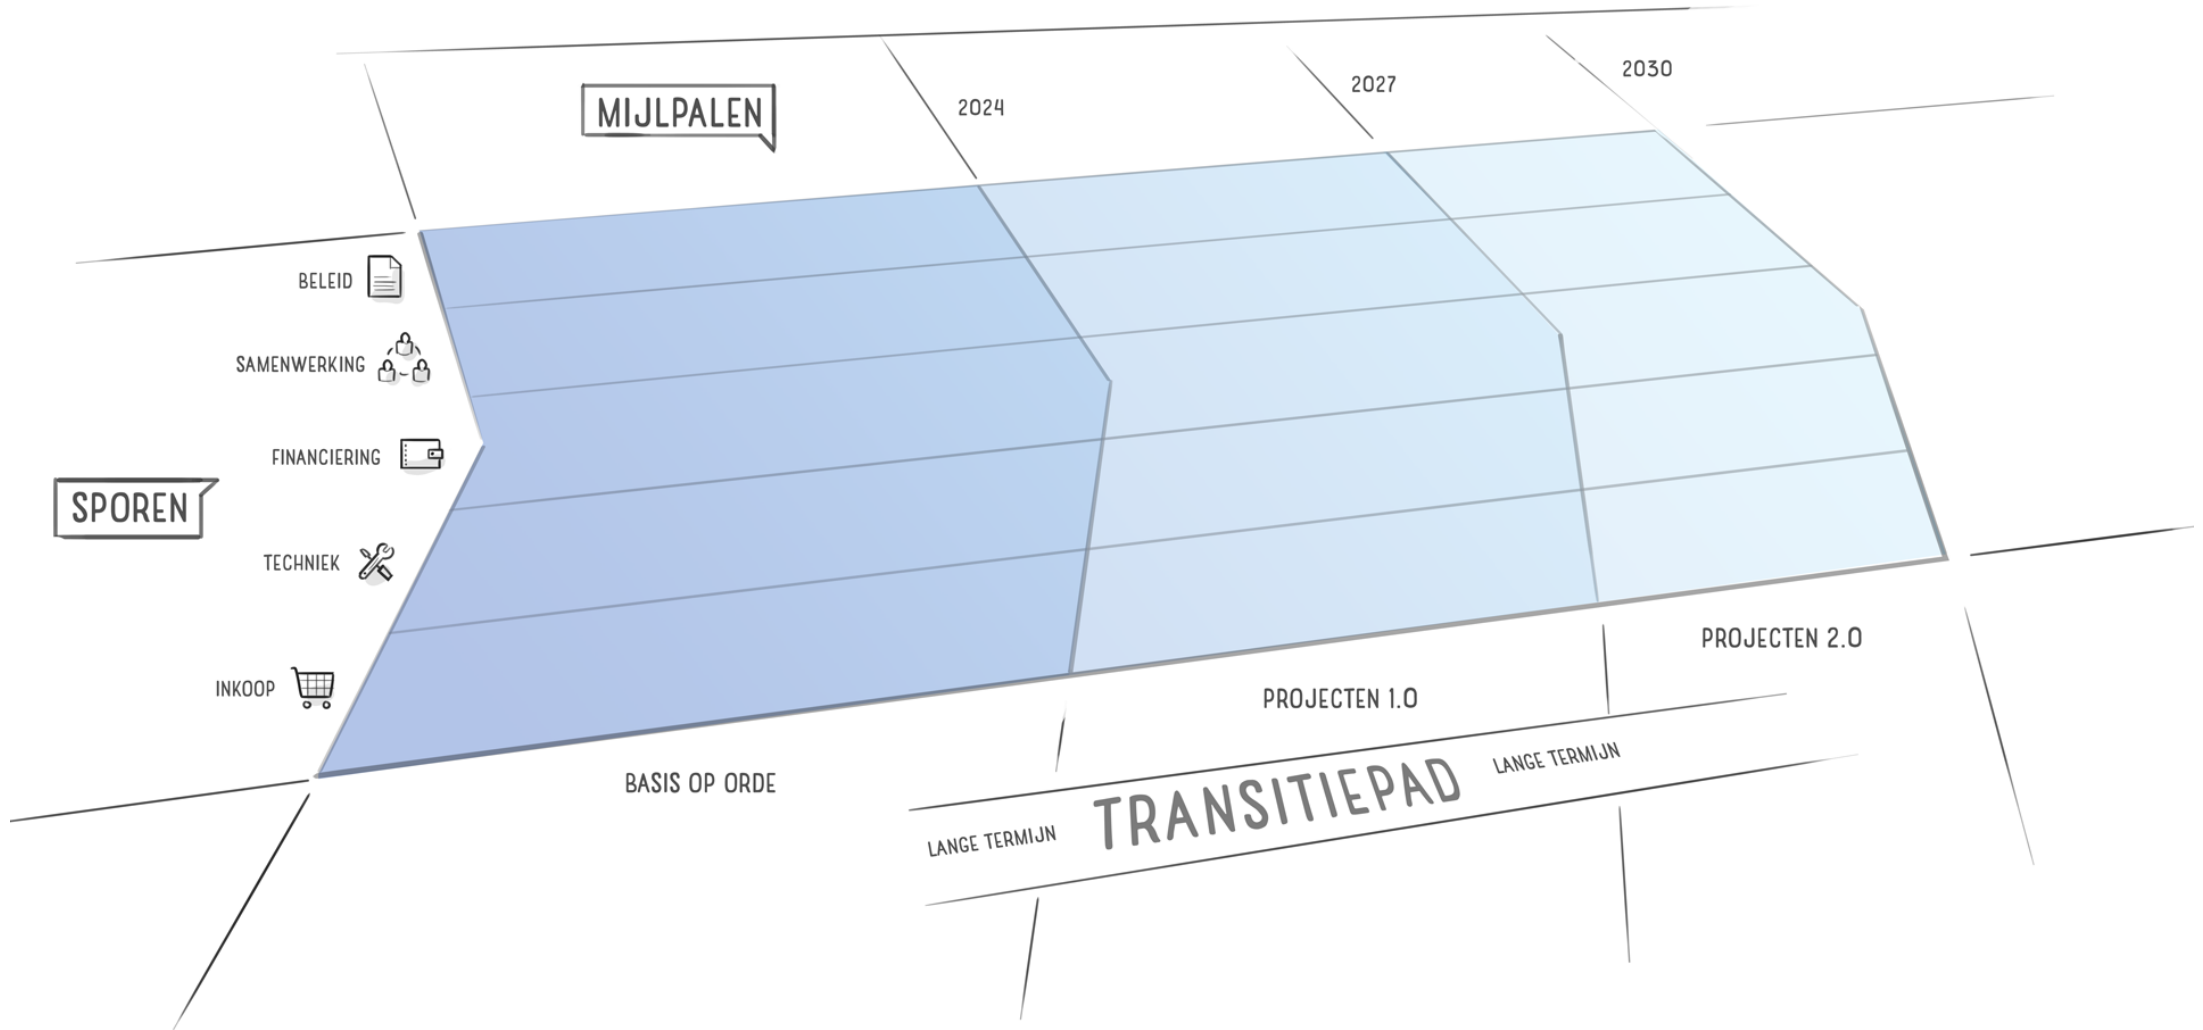 MIJLPALEN
2024
2027
2030
BELEID
SAMENWERKING
FINANCIERING
SPOREN
TECHNIEK
INKOOP
BASIS OP ORDE
PROJECTEN 1.0
PROJECTEN 2.0
LANGE TERMIJN
TRANSITIEPAD
LANGE TERMIJN